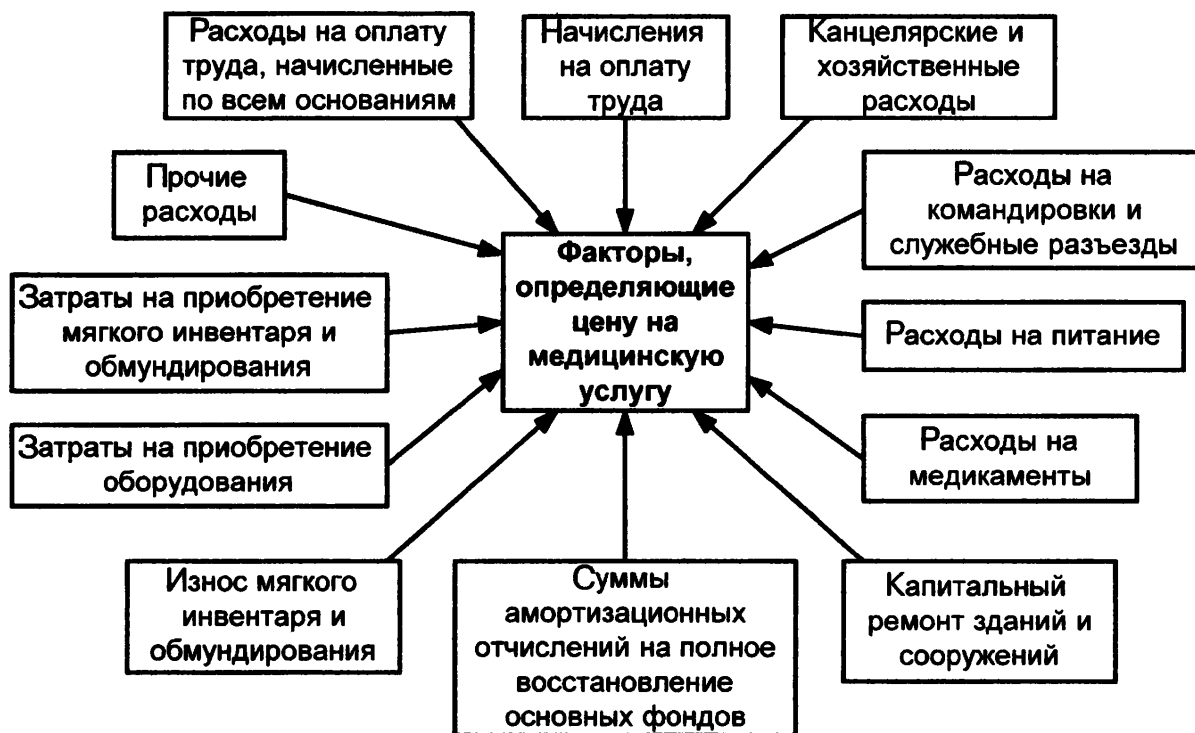 Расходы на оплату
труда, начисленные
по всем основаниям
Начисления
на оплату
труда
Канцелярские и
хозяйственные
расходы
Прочие
расходы
Расходы на
командировки и
служебные разъезды
Факторы,
определяющие
цену на
медицинскую
услугу
Затраты на приобретение
мягкого инвентаря и
обмундирования
Расходы на питание
Затраты на приобретение
оборудования
Расходы на
медикаменты
Износ мягкого
инвентаря и
обмундирования
Суммы
амортизационных
отчислений на полное
восстановление
основных фондов
Капитальный
ремонт зданий и
сооружений